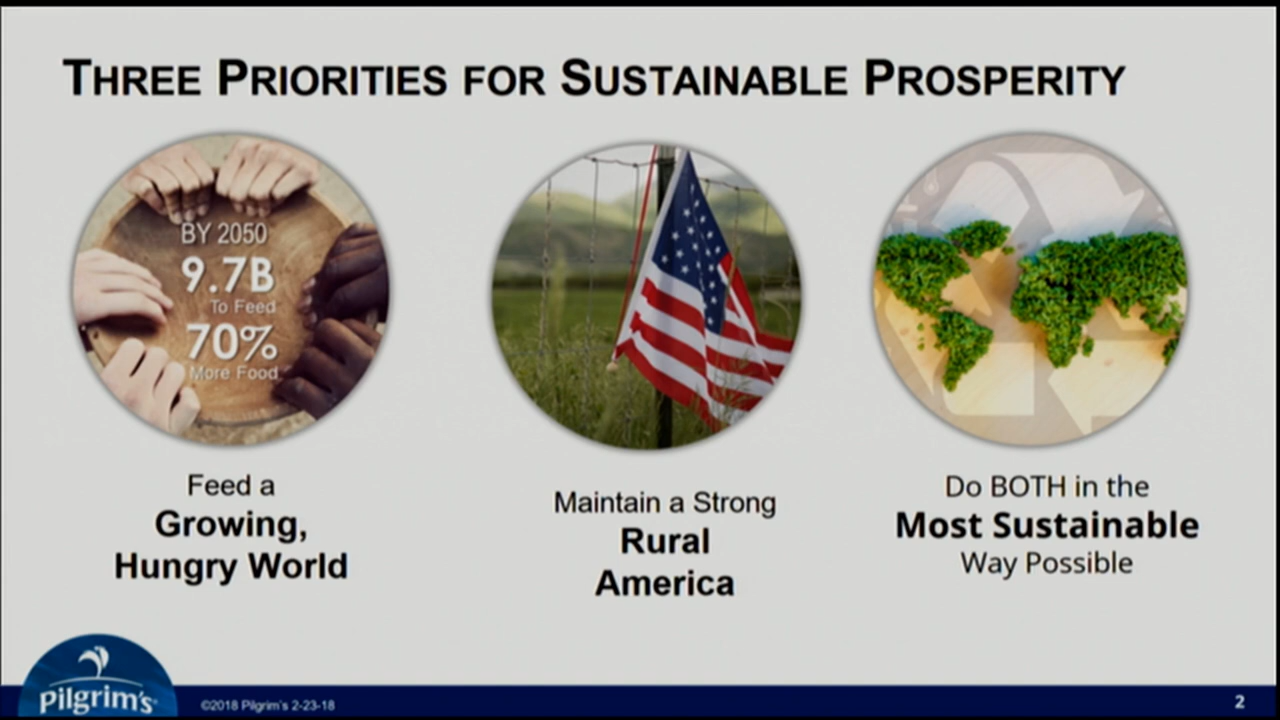 THREE PRIORITIES FOR SUSTAINABLE PROSPERITY
BY 2050
9.7B
To Feed
70%
More Food
Feed a
Growing,
Hungry World
Maintain a Strong
Rural
America
Do BOTH in the
Most Sustainable
Way Possible
Pilgrim's
©2018 Pilgrim's 2-23-18
2